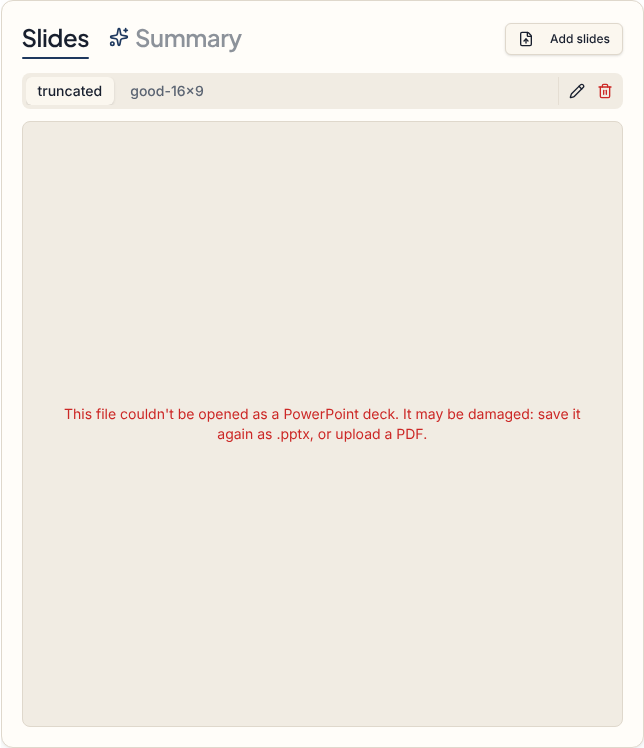 Slides
Summary
Add slides
truncated
good-16×9
This file couldn't be opened as a PowerPoint deck. It may be damaged: save it
again as .pptx, or upload a PDF.